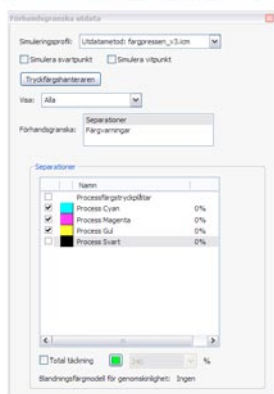 Förhandsgranska utdata
Simuleringsprofil: Utdatametod: fargpressen_v3.icm
Simulera svartpunkt Simulera vitpunkt
Tryckfärgshanteraren
Visa: Alla
Förhandsgranska: Separationer
Färgvarningar
Separationer
Namn
Processfärgstryckplåtar
Process Cyan 0%
Process Magenta 0%
Process Gul 0%
Process Svart 0%
Total täckning %
Blandningsfärgmodell för genomskinlighet: Ingen